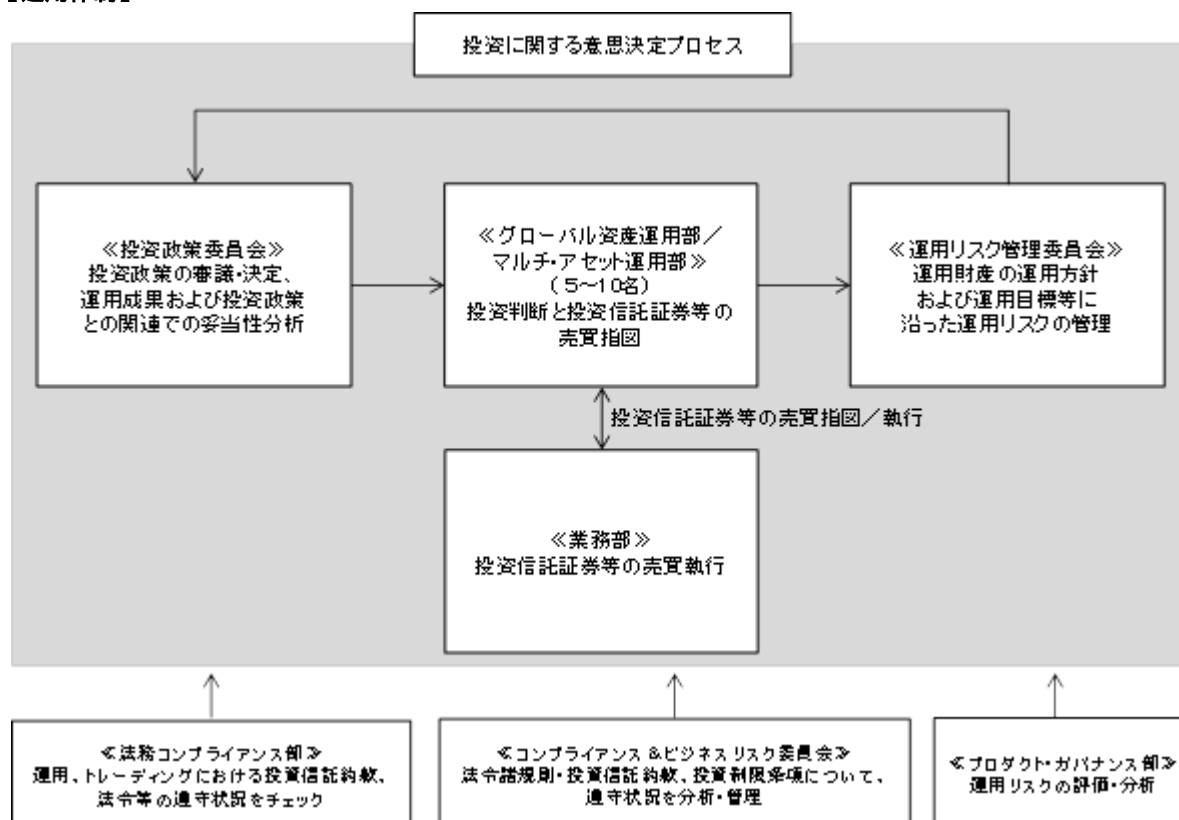 投資に関する意思決定プロセス
≪投資政策委員会≫
投資政策の審議・決定、
運用成果および投資政策
との関連での妥当性分析
≪グローバル資産運用部／
マルチ・アセット運用部≫
（５～１０名）
投資判断と投資信託証券等の
売買指図
≪運用リスク管理委員会≫
運用財産の運用方針
および運用目標等に
沿った運用リスクの管理
投資信託証券等の売買指図／執行
≪業務部≫
投資信託証券等の売買執行
≪法務コンプライアンス部≫
運用、トレーディングにおける投資信託約款、
法令等の遵守状況をチェック
≪コンプライアンス＆ビジネスリスク委員会≫
法令諸規則・投資信託約款、投資制限条項について、
遵守状況を分析・管理
≪プロダクト・ガバナンス部≫
運用リスクの評価・分析